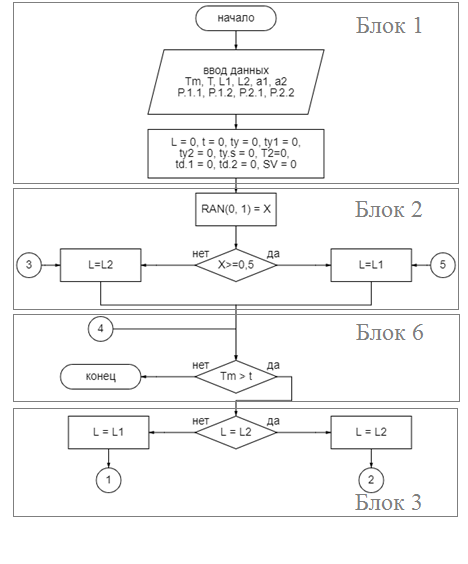 начало
Блок 1
ввод данных
Tm, T, L1, L2, a1, a2
P.1.1, P.1.2, P.2.1, P.2.2
L = 0, t = 0, ty = 0, ty1 = 0,
ty2 = 0, ty.s = 0, T2=0,
td.1 = 0, td.2 = 0, SV = 0
RAN(0, 1) = X
Блок 2
нет
да
3
L=L2
X>=0,5
L=L1
5
4
Блок 6
нет
да
конец
Tm > t
нет
да
L = L1
L = L2
L = L2
1
2
Блок 3